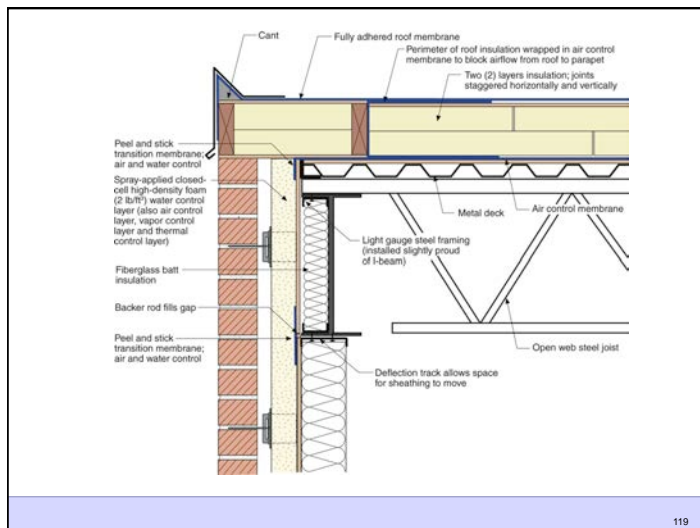 Cant
Fully adhered roof membrane
Perimeter of roof insulation wrapped in air control
membrane to block airflow from roof to parapet
Two (2) layers insulation; joints
staggered horizontally and vertically
Peel and stick
transition membrane;
air and water control
Spray-applied closed-
cell high-density foam
(2 lb/ft³) water control
layer (also air control
layer, vapor control
layer and thermal
control layer)
Fiberglass batt
insulation
Backer rod fills gap
Peel and stick
transition membrane;
air and water control
Metal deck
Air control membrane
Light gauge steel framing
(installed slightly proud
of I-beam)
Open web steel joist
Deflection track allows space
for sheathing to move
119